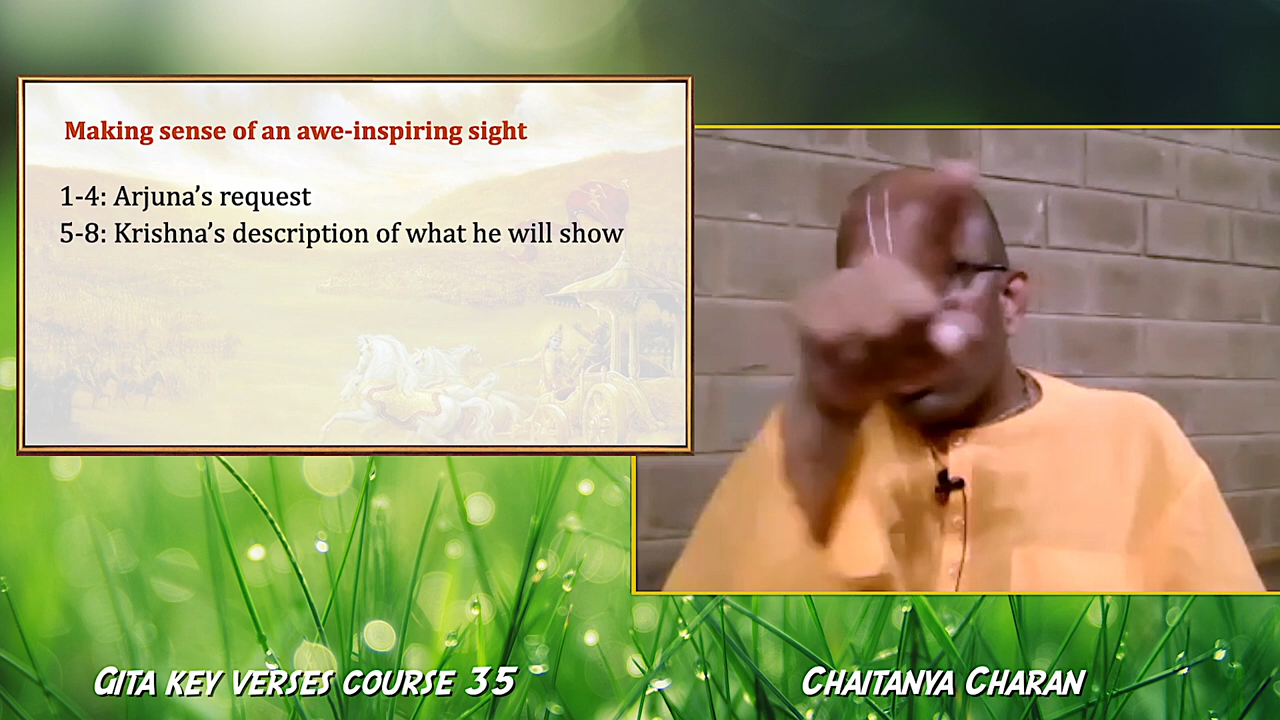 Making sense of an awe-inspiring sight
1-4: Arjuna’s request
5-8: Krishna’s description of what he will show
Gita key verses course 35
Chaitanya Charan